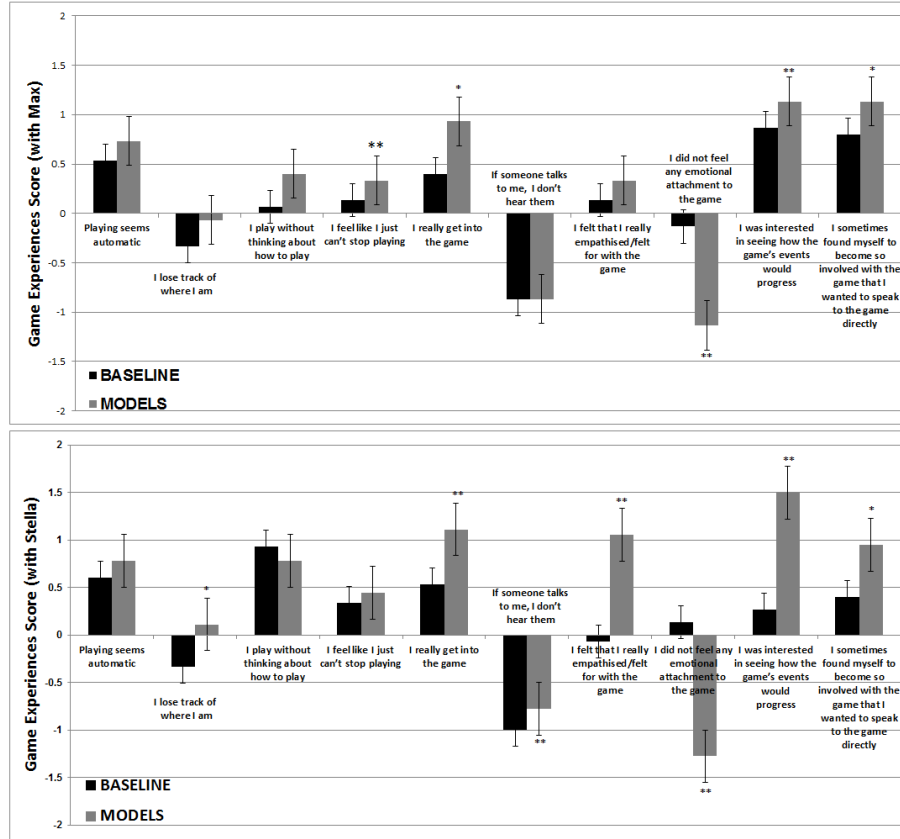 2
1.5
1
0.5
0
-0.5
-1
-1.5
-2
Game Experiences Score (with Max)
Playing seems
automatic
I lose track of
where I am
I play without
thinking about
how to play
**
I feel like I just
can't stop playing
*
I really get into
the game
If someone talks
to me, I don't
hear them
I felt that I really
empathised/felt
for with the
game
I did not feel
any emotional
attachment to
the game
**
**
I was interested
in seeing how the
game's events
would
progress
*
I sometimes
found myself to
become so
involved with the
game that I
wanted to speak
to the game
directly
BASELINE
MODELS
2
1.5
1
0.5
0
-0.5
-1
-1.5
-2
Game Experiences Score (with Stella)
Playing seems
automatic
*
I lose track of
where I am
I play without
thinking about
how to play
I feel like I just
can't stop playing
**
I really get into
the game
If someone talks
to me, I don't
hear them
**
**
I felt that I really
empathised/felt
for with the
game
I did not feel any
emotional
attachment to
the game
**
**
I was interested
in seeing how the
game's events
would
progress
*
I sometimes
found myself to
become so
involved with the
game that I
wanted to speak
to the game
directly
BASELINE
MODELS